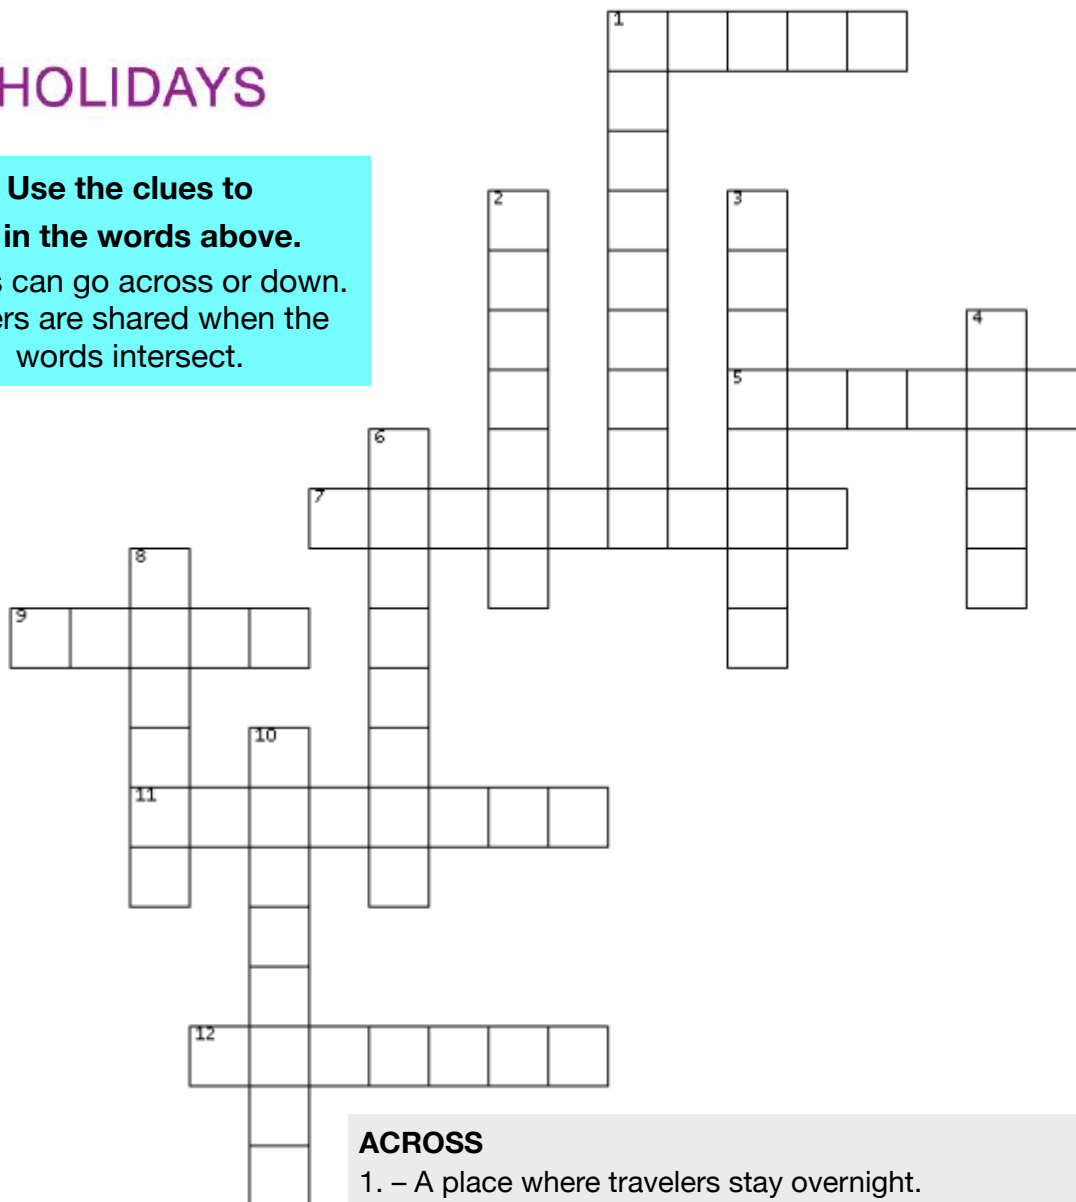 HOLIDAYS
Use the clues to
in the words above.
can go across or down.
are shared when the
words intersect.
1
2
3
4
5
6
7
8
9
10
11
12
ACROSS
1. – A place where travelers stay overnight.